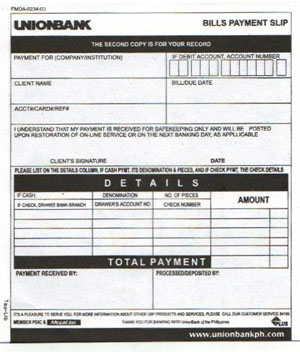 FMDA-0234-03
UNIONBANK
BILLS PAYMENT SLIP
THE SECOND COPY IS FOR YOUR RECORD
PAYMENT FOR (COMPANY/INSTITUTION)
IF DEBIT ACCOUNT, ACCOUNT NUMBER
CLIENT NAME
BILL/DUE DATE
ACCT#/CARD#/REF#
I UNDERSTAND THAT MY PAYMENT IS RECEIVED FOR SAFEKEEPING ONLY AND WILL BE POSTED
UPON RESTORATION OF ON-LINE SERVICE OR ON THE NEXT BANKING DAY, AS APPLICABLE
CLIENT'S SIGNATURE DATE
PLEASE LIST ON THE DETAILS COLUMN, IF CASH PYMT, ITS DENOMINATION & PIECES, AND IF CHECK PYMT, THE CHECK DETAILS
DETAILS
IF CASH, DENOMINATION NO. OF PIECES AMOUNT
IF CHECK, DRAWEE BANK-BRANCH DRAWER'S ACCOUNT NO. CHECK NUMBER
TOTAL PAYMENT
PAYMENT RECEIVED BY: PROCESSED/DEPOSITED BY:
IT'S A PLEASURE TO SERVE YOU. FOR MORE INFORMATION ABOUT OTHER UBP PRODUCTS AND SERVICES, PLEASE CALL OUR CUSTOMER SERVICE
MEMBER PDIC & MegaLink THANK YOU FOR BANKING WITH UnionBank of the Philippines PLUS
www.unionbankph.com